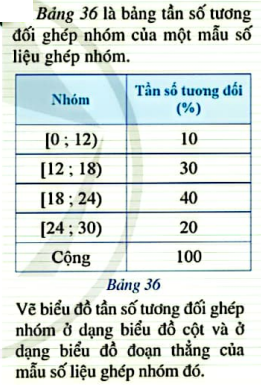 Bảng 36 là bảng tần số tương
đối ghép nhóm của một mẫu số
liệu ghép nhóm.
Nhóm Tần số tương đối (%)
[0 ; 12) 10
[12 ; 18) 30
[18 ; 24) 40
[24 ; 30) 20
Cộng 100
Bảng 36
Vẽ biểu đồ tần số tương đối ghép
nhóm ở dạng biểu đồ cột và ở
dạng biểu đồ đoạn thẳng của
mẫu số liệu ghép nhóm đó.